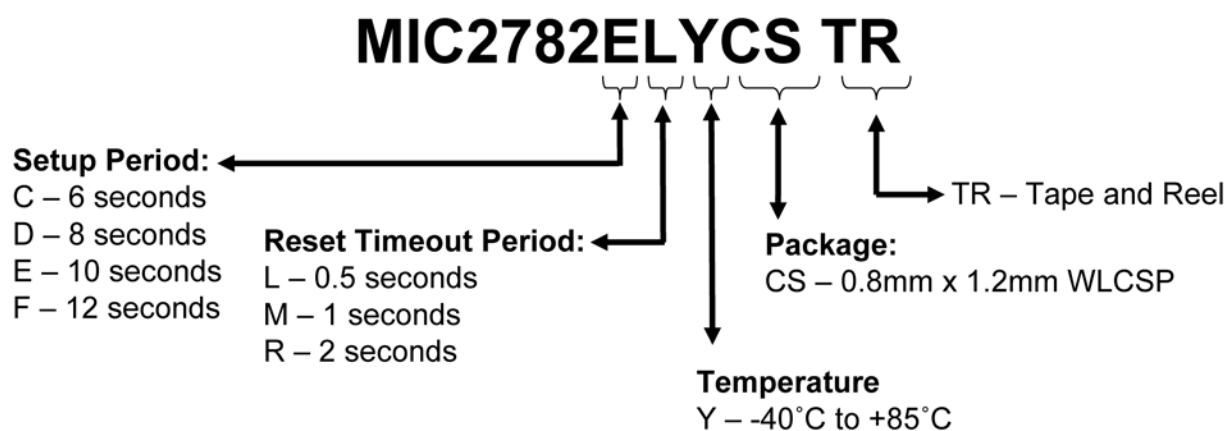 MIC2782ELYCS TR
Setup Period:
C – 6 seconds
D – 8 seconds
E – 10 seconds
F – 12 seconds
Reset Timeout Period:
L – 0.5 seconds
M – 1 seconds
R – 2 seconds
TR – Tape and Reel
Package:
CS – 0.8mm x 1.2mm WLCSP
Temperature
Y – -40˚C to +85˚C